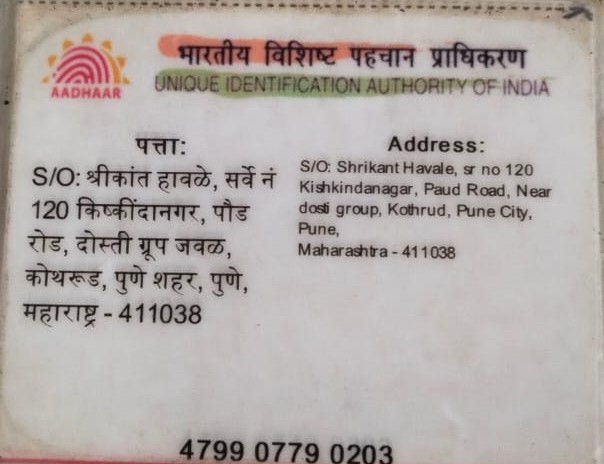 भारतीय विशिष्ट पहचान प्राधिकरण
AADHAAR
UNIQUE IDENTIFICATION AUTHORITY OF INDIA
पत्ता:
S/O: श्रीकांत हावळे, सर्वे नं
120 किष्कींदानगर, पौड
रोड, दोस्ती ग्रूप जवळ,
कोथरूड, पुणे शहर, पुणे,
महाराष्ट्र - 411038
Address:
S/O: Shrikant Havale, sr no 120
Kishkindanagar, Paud Road, Near
dosti group, Kothrud, Pune City,
Pune,
Maharashtra - 411038
4799 0779 0203